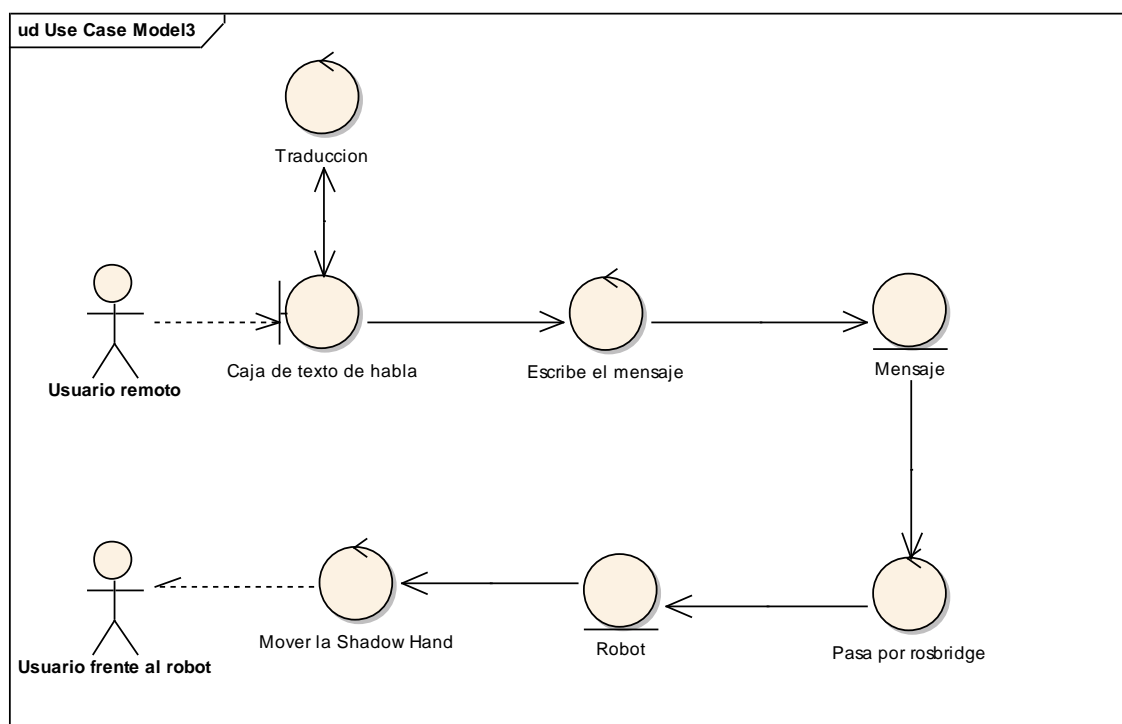 ud Use Case Model3
Traduccion
Caja de texto de habla
Escribe el mensaje
Mensaje
Usuario remoto
Mover la Shadow Hand
Robot
Pasa por rosbridge
Usuario frente al robot